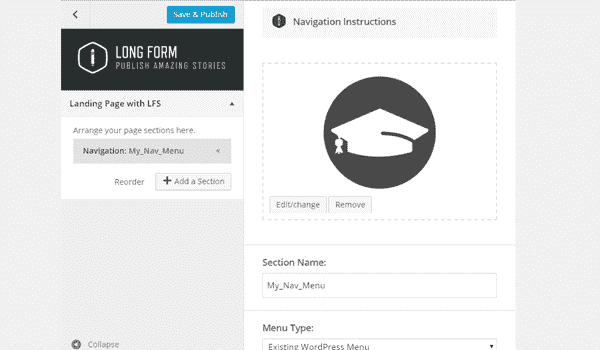 Save & Publish
LONG FORM
PUBLISH AMAZING STORIES
Landing Page with LFS
Arrange your page sections here.
Navigation: My_Nav_Menu
Reorder
Add a Section
Collapse
Navigation Instructions
Edit/change
Remove
Section Name:
My_Nav_Menu
Menu Type:
Existing WordPress Menu